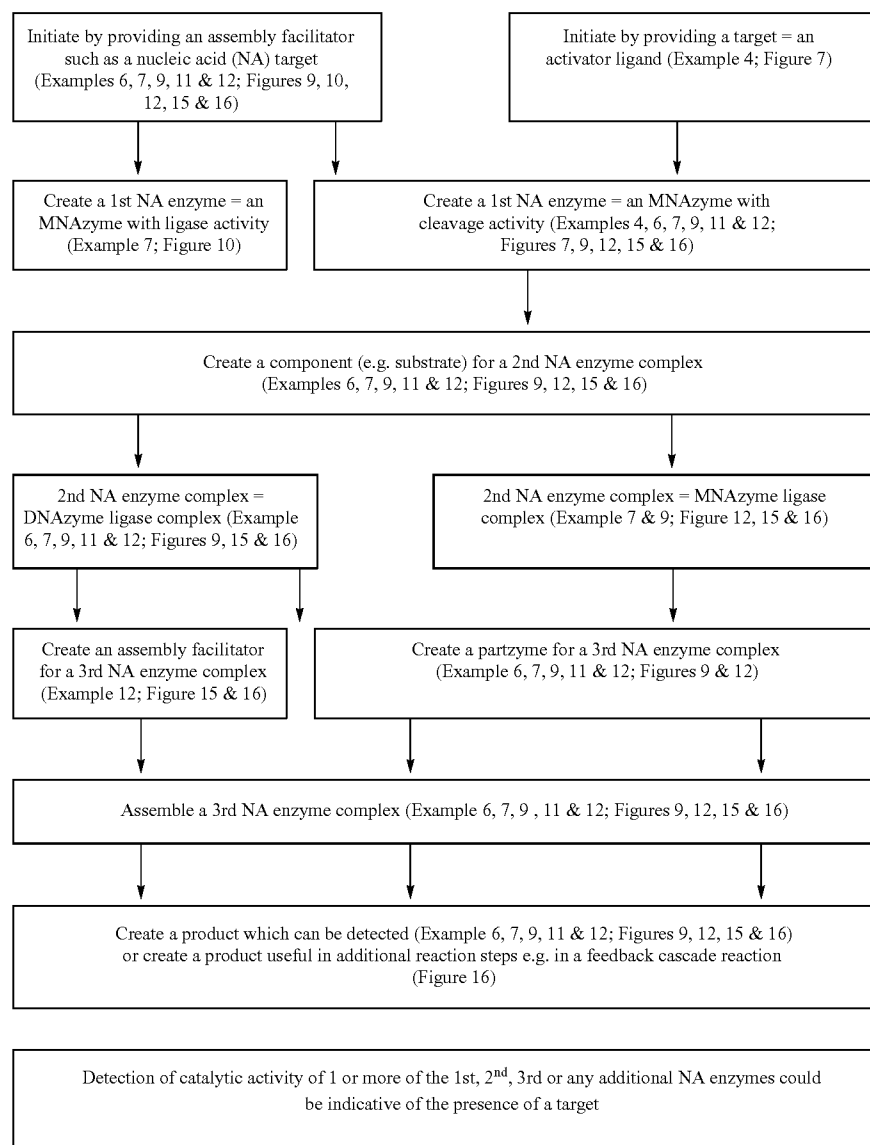 Initiate by providing an assembly facilitator
such as a nucleic acid (NA) target
(Examples 6, 7, 9, 11 & 12; Figures 9, 10,
12, 15 & 16)
Initiate by providing a target = an
activator ligand (Example 4; Figure 7)
Create a 1st NA enzyme = an
MNAzyme with ligase activity
(Example 7; Figure 10)
Create a 1st NA enzyme = an MNAzyme with
cleavage activity (Examples 4, 6, 7, 9, 11 & 12;
Figures 7, 9, 12, 15 & 16)
Create a component (e.g. substrate) for a 2nd NA enzyme complex
(Examples 6, 7, 9, 11 & 12; Figures 9, 12, 15 & 16)
2nd NA enzyme complex =
DNAzyme ligase complex (Example
6, 7, 9, 11 & 12; Figures 9, 15 & 16)
2nd NA enzyme complex = MNAzyme ligase
complex (Example 7 & 9; Figure 12, 15 & 16)
Create an assembly facilitator
for a 3rd NA enzyme complex
(Example 12; Figure 15 & 16)
Create a partzyme for a 3rd NA enzyme complex
(Example 6, 7, 9, 11 & 12; Figures 9 & 12)
Assemble a 3rd NA enzyme complex (Example 6, 7, 9 , 11 & 12; Figures 9, 12, 15 & 16)
Create a product which can be detected (Example 6, 7, 9, 11 & 12; Figures 9, 12, 15 & 16)
or create a product useful in additional reaction steps e.g. in a feedback cascade reaction
(Figure 16)
Detection of catalytic activity of 1 or more of the 1st, 2nd, 3rd or any additional NA enzymes could
be indicative of the presence of a target